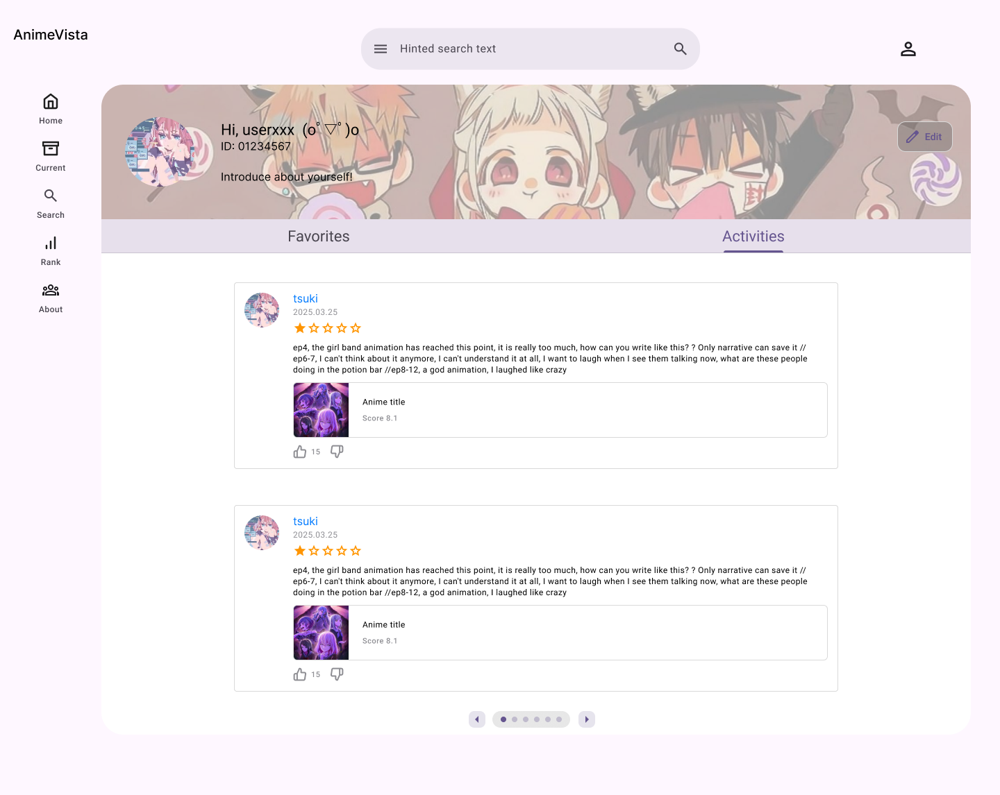 AnimeVista
Hinted search text
Home
Current
Search
Rank
About
Hi, userxxx (oﾟ▽ﾟ)o
ID: 01234567
Introduce about yourself!
Edit
Favorites
Activities
tsuki
2025.03.25
ep4, the girl band animation has reached this point, it is really too much, how can you write like this? ? Only narrative can save it //
ep6-7, I can't think about it anymore, I can't understand it at all, I want to laugh when I see them talking now, what are these people
doing in the potion bar //ep8-12, a god animation, I laughed like crazy
Anime title
Score 8.1
15
tsuki
2025.03.25
ep4, the girl band animation has reached this point, it is really too much, how can you write like this? ? Only narrative can save it //
ep6-7, I can't think about it anymore, I can't understand it at all, I want to laugh when I see them talking now, what are these people
doing in the potion bar //ep8-12, a god animation, I laughed like crazy
Anime title
Score 8.1
15